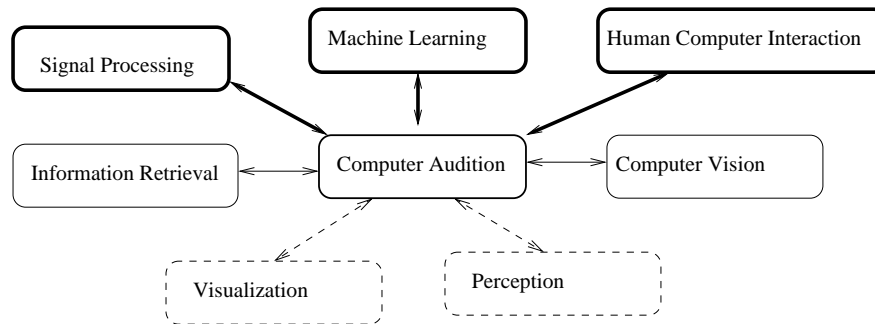 Signal Processing
Machine Learning
Human Computer Interaction
Information Retrieval
Computer Audition
Computer Vision
Visualization
Perception